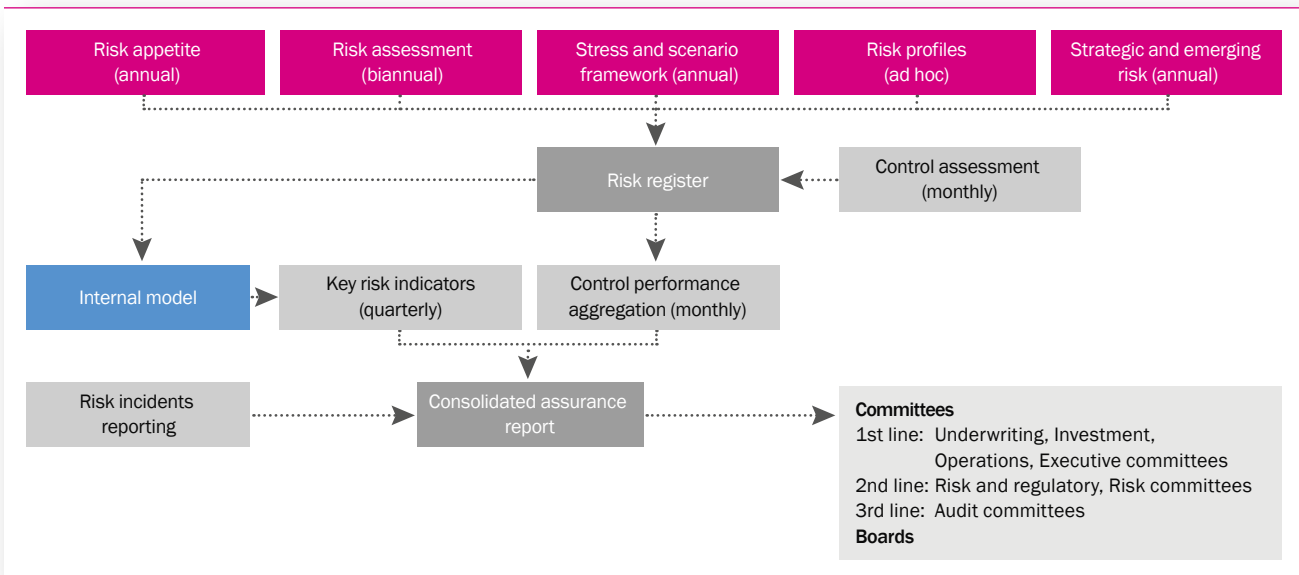 Risk appetite
(annual)
Risk assessment
(biannual)
Stress and scenario
framework (annual)
Risk profiles
(ad hoc)
Strategic and emerging
risk (annual)
Risk register
Control assessment
(monthly)
Internal model
Key risk indicators
(quarterly)
Control performance
aggregation (monthly)
Risk incidents
reporting
Consolidated assurance
report
Committees
1st line: Underwriting, Investment,
Operations, Executive committees
2nd line: Risk and regulatory, Risk committees
3rd line: Audit committees
Boards